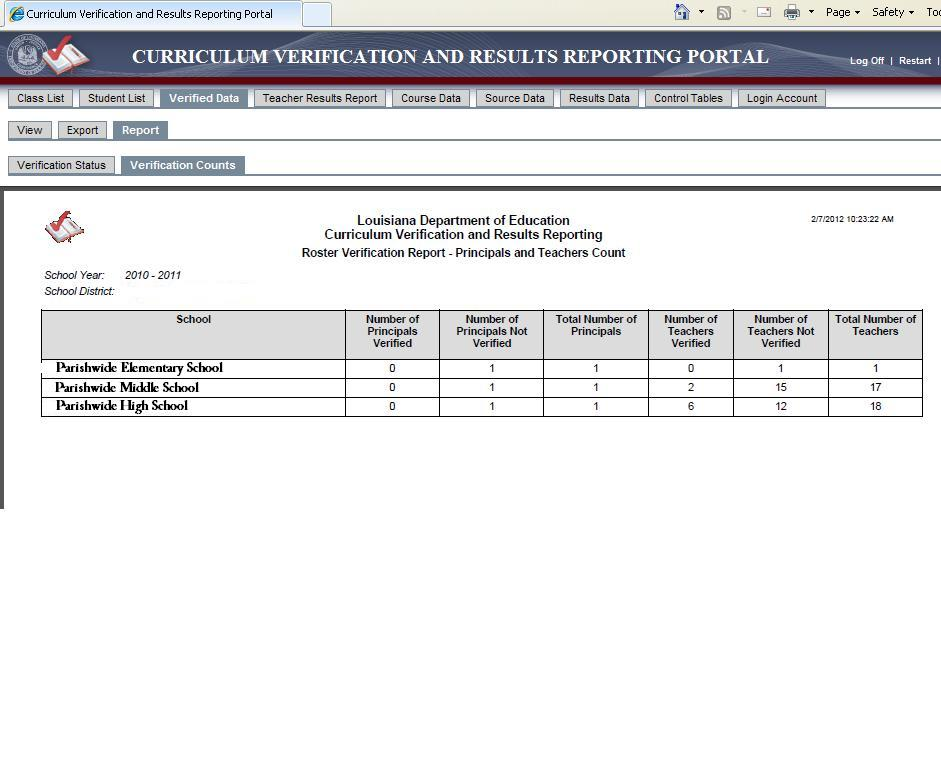 Curriculum Verification and Results Reporting Portal
Page Safety
CURRICULUM VERIFICATION AND RESULTS REPORTING PORTAL
Log Off | Restart |
Class List Student List Verified Data Teacher Results Report Course Data Source Data Results Data Control Tables Login Account
View Export Report
Verification Status Verification Counts
Louisiana Department of Education 2/7/2012 10:23:22 AM
Curriculum Verification and Results Reporting
Roster Verification Report - Principals and Teachers Count
School Year: 2010 - 2011
School District:
School Number of Principals Verified Number of Principals Not Verified Total Number of Principals Number of Teachers Verified Number of Teachers Not Verified Total Number of Teachers
Parishwide Elementary School 0 1 1 0 1 1
Parishwide Middle School 0 1 1 2 15 17
Parishwide High School 0 1 1 6 12 18